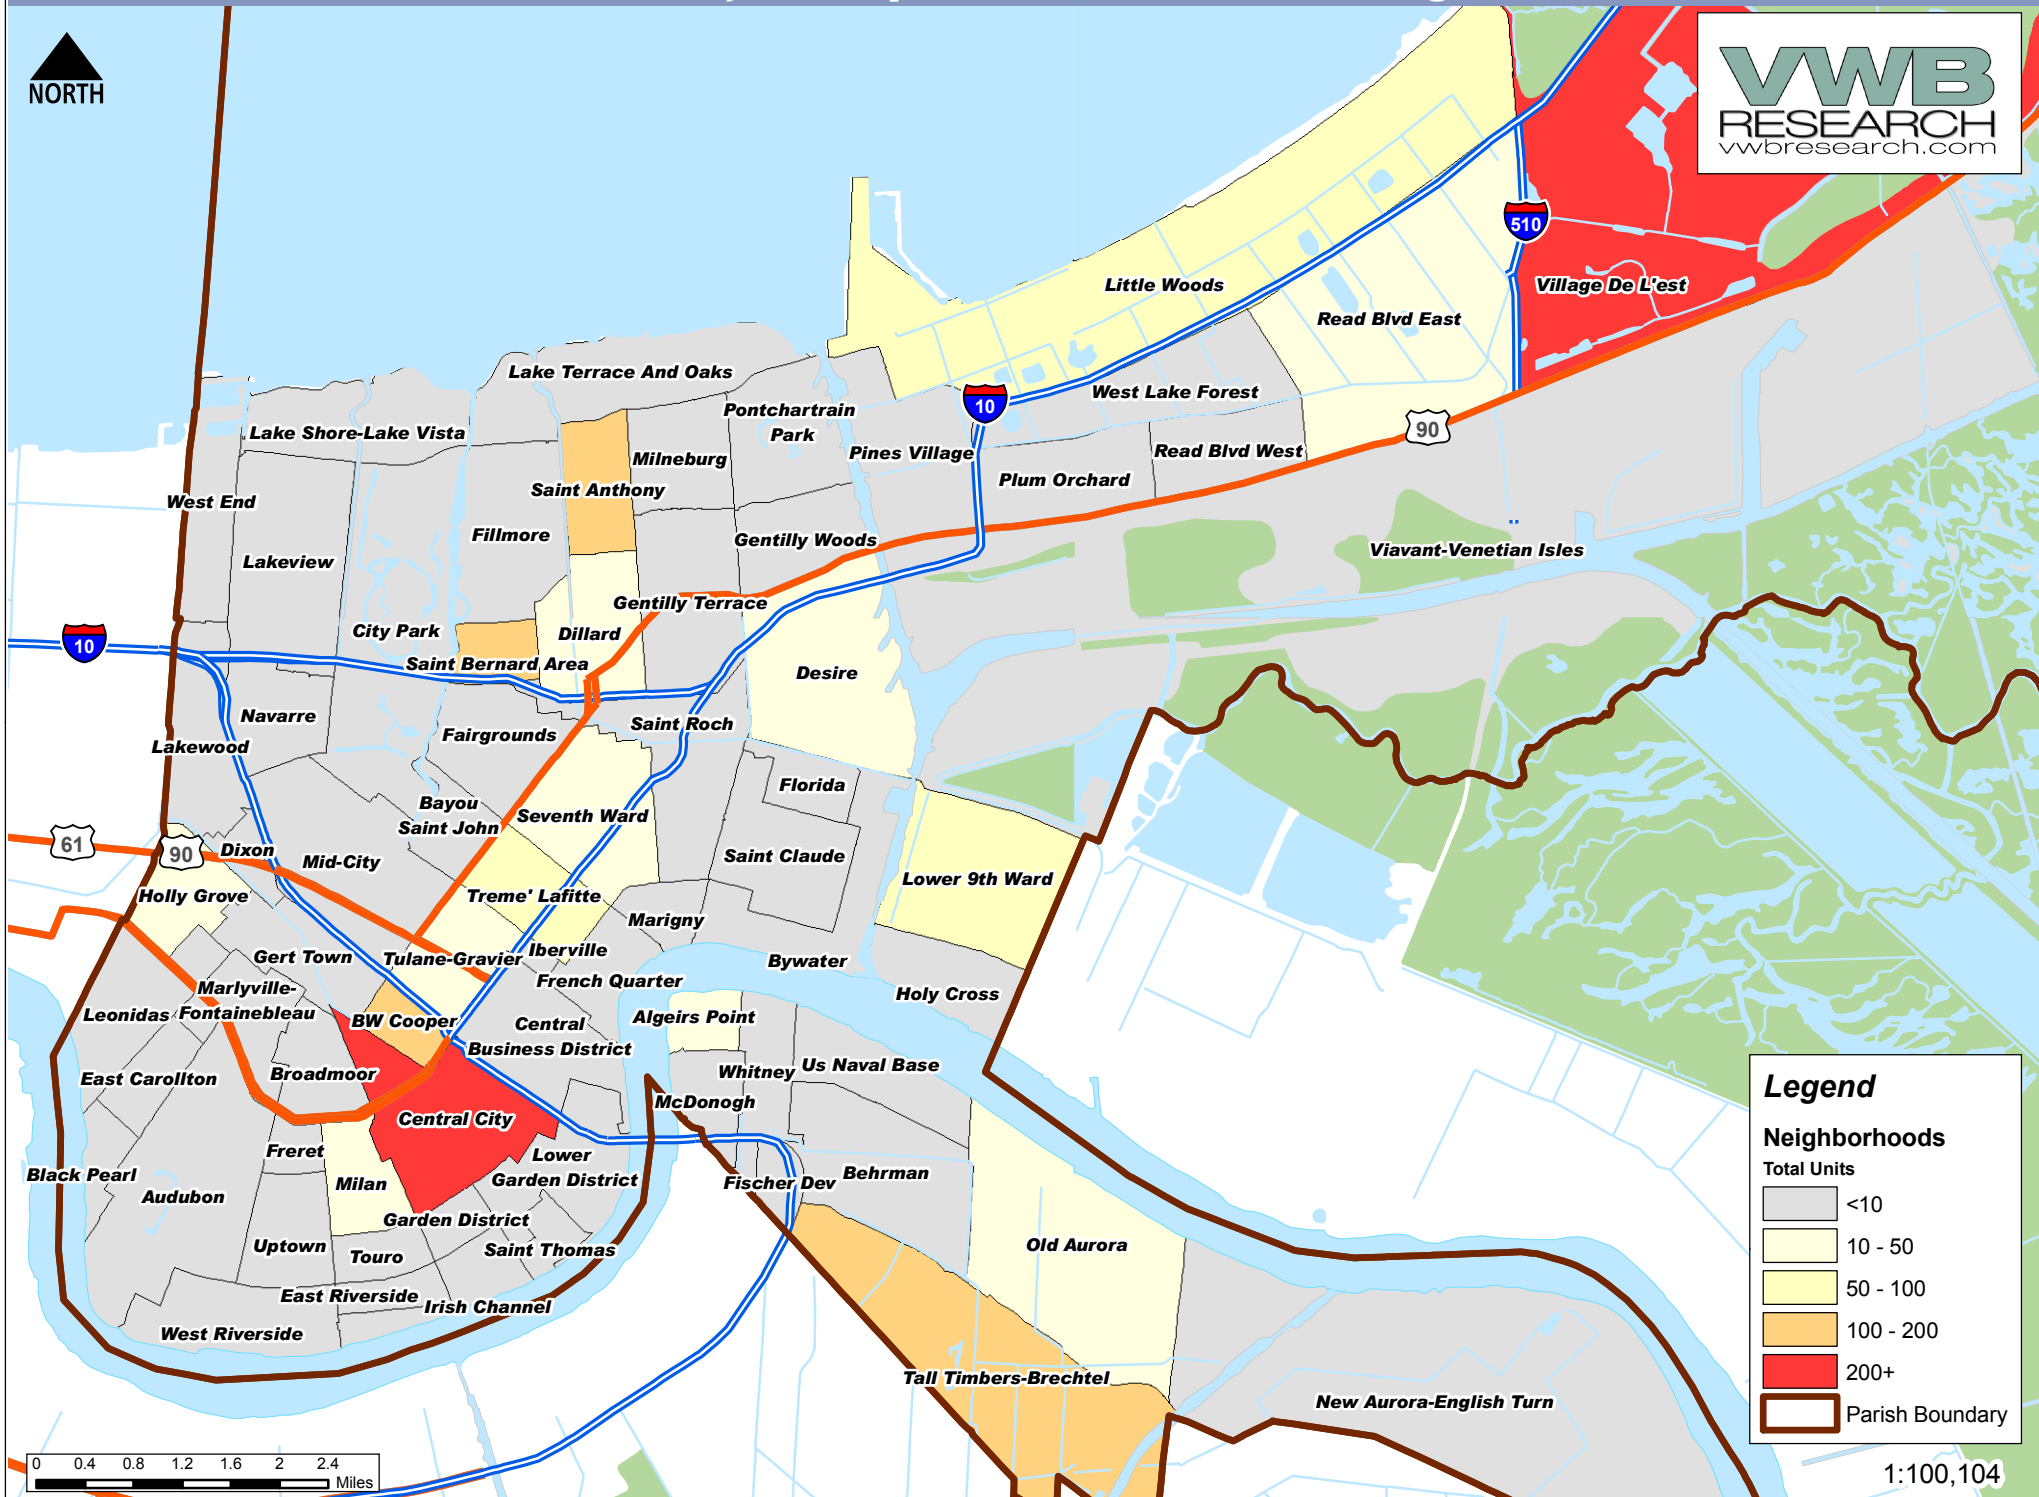 NORTH
VWB
RESEARCH
vwbresearch.com
510
Little Woods
Village De L'est
Read Blvd East
Lake Terrace And Oaks
West Lake Forest
10
Pontchartrain
Park
90
Lake Shore-Lake Vista
Milneburg
Pines Village
Read Blvd West
Plum Orchard
Saint Anthony
West End
Fillmore
Gentilly Woods
Viavant-Venetian Isles
Lakeview
Gentilly Terrace
City Park
Dillard
10
Saint Bernard Area
Desire
Navarre
Saint Roch
Fairgrounds
Lakewood
Florida
Bayou
Saint John
Seventh Ward
61
90
Dixon
Mid-City
Saint Claude
Lower 9th Ward
Holly Grove
Treme' Lafitte
Marigny
Iberville
Gert Town
Tulane-Gravier
Bywater
French Quarter
Marlyville-
Fontainebleau
Holy Cross
Leonidas
BW Cooper
Algeirs Point
Central
Business District
Us Naval Base
Whitney
East Carollton
Broadmoor
McDonogh
Central City
Freret
Lower
Garden District
Black Pearl
Milan
Fischer Dev
Behrman
Audubon
Garden District
Uptown
Touro
Saint Thomas
Old Aurora
East Riverside
Irish Channel
West Riverside
Tall Timbers-Brechtel
New Aurora-English Turn
Legend
Neighborhoods
Total Units
<10
10 - 50
50 - 100
100 - 200
200+
Parish Boundary
0 0.4 0.8 1.2 1.6 2 2.4
Miles
1:100,104